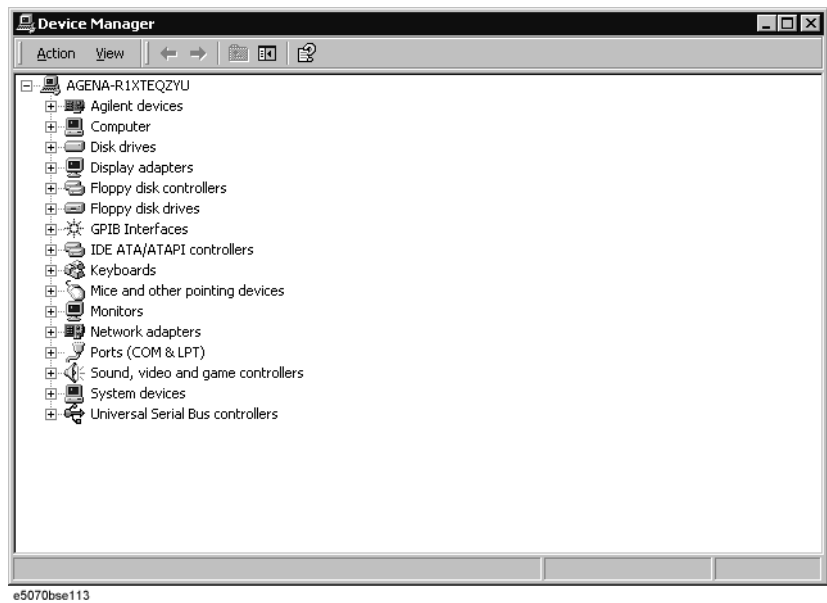 Device Manager
Action View
AGENA-R1XTEQZYU
Agilent devices
Computer
Disk drives
Display adapters
Floppy disk controllers
Floppy disk drives
GPIB Interfaces
IDE ATA/ATAPI controllers
Keyboards
Mice and other pointing devices
Monitors
Network adapters
Ports (COM & LPT)
Sound, video and game controllers
System devices
Universal Serial Bus controllers
e5070bse113